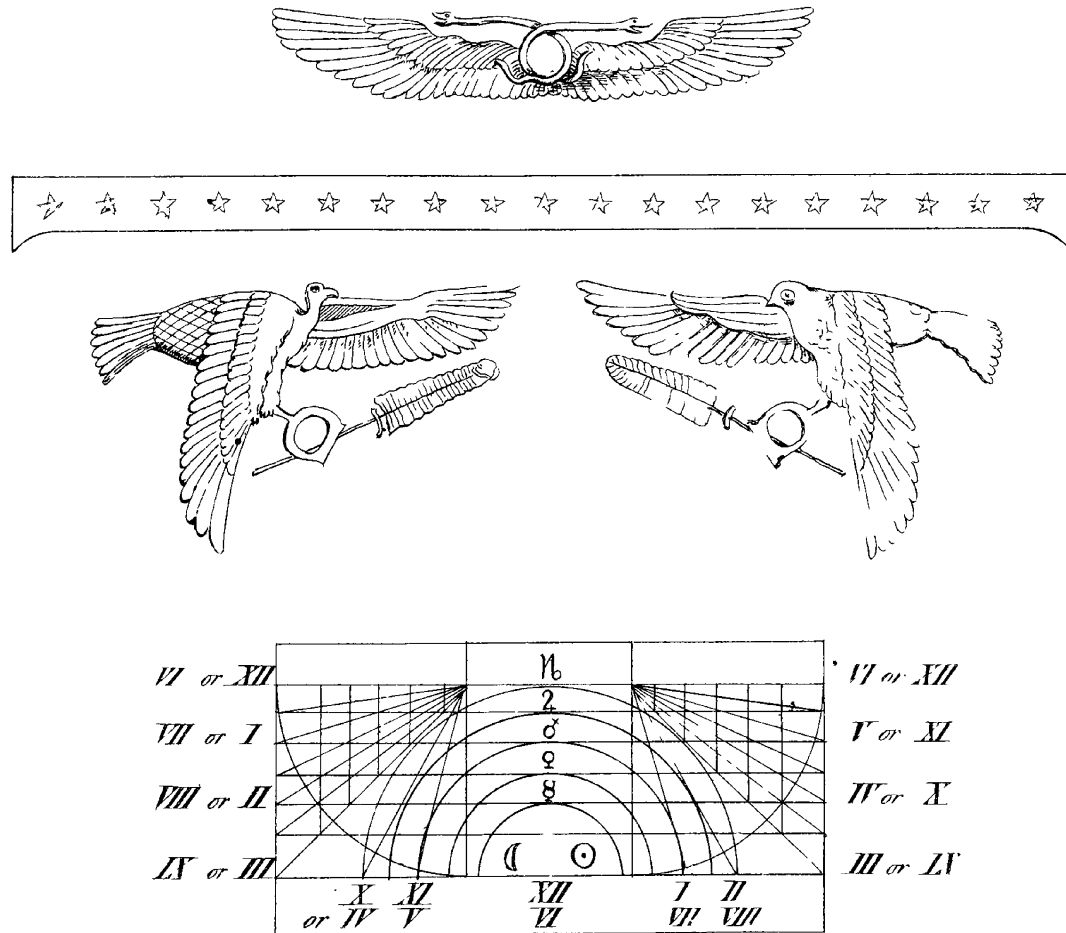 VI or XII ♑ VI or XII
♃
VII or I ♂ V or XI
♀
VIII or II ☿ IV or X
IX or III ☾ ☉ III or IX
X XI XII I II
or IV V VI VII VIII